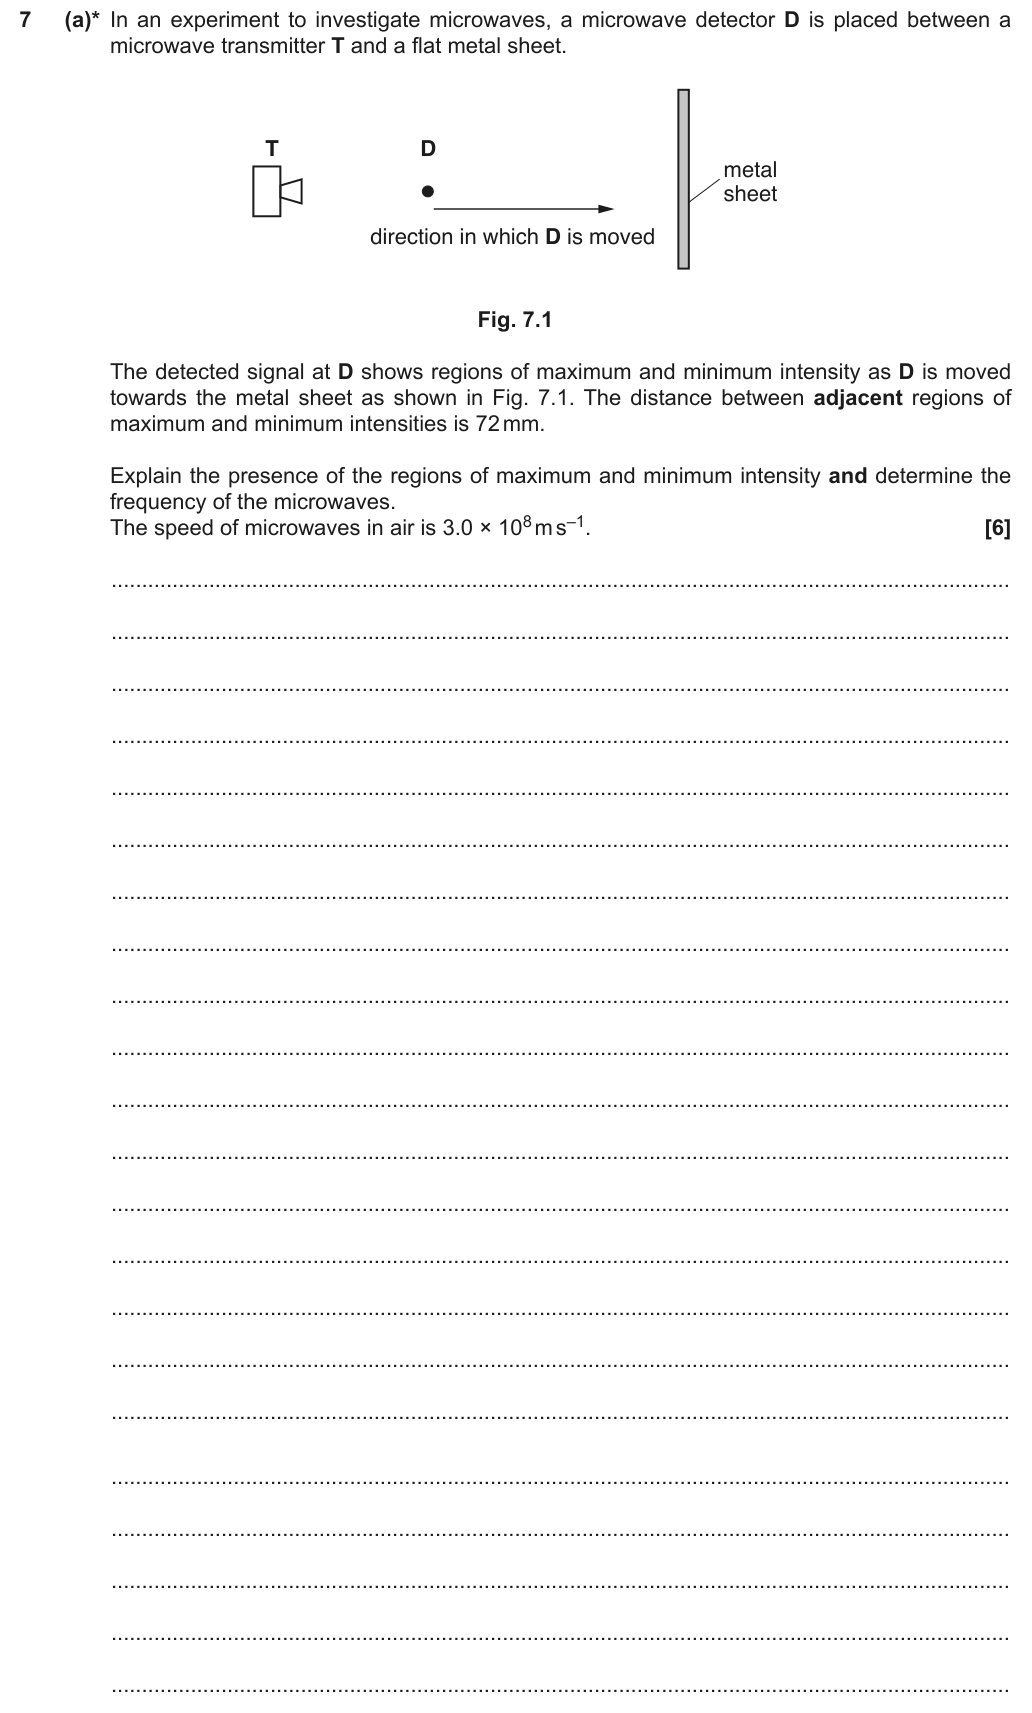 7 (a)* In an experiment to investigate microwaves, a microwave detector D is placed between a
microwave transmitter T and a flat metal sheet.
T
D
metal
sheet
direction in which D is moved
Fig. 7.1
The detected signal at D shows regions of maximum and minimum intensity as D is moved
towards the metal sheet as shown in Fig. 7.1. The distance between adjacent regions of
maximum and minimum intensities is 72 mm.
Explain the presence of the regions of maximum and minimum intensity and determine the
frequency of the microwaves.
The speed of microwaves in air is 3.0 × 10⁸ m s⁻¹. [6]